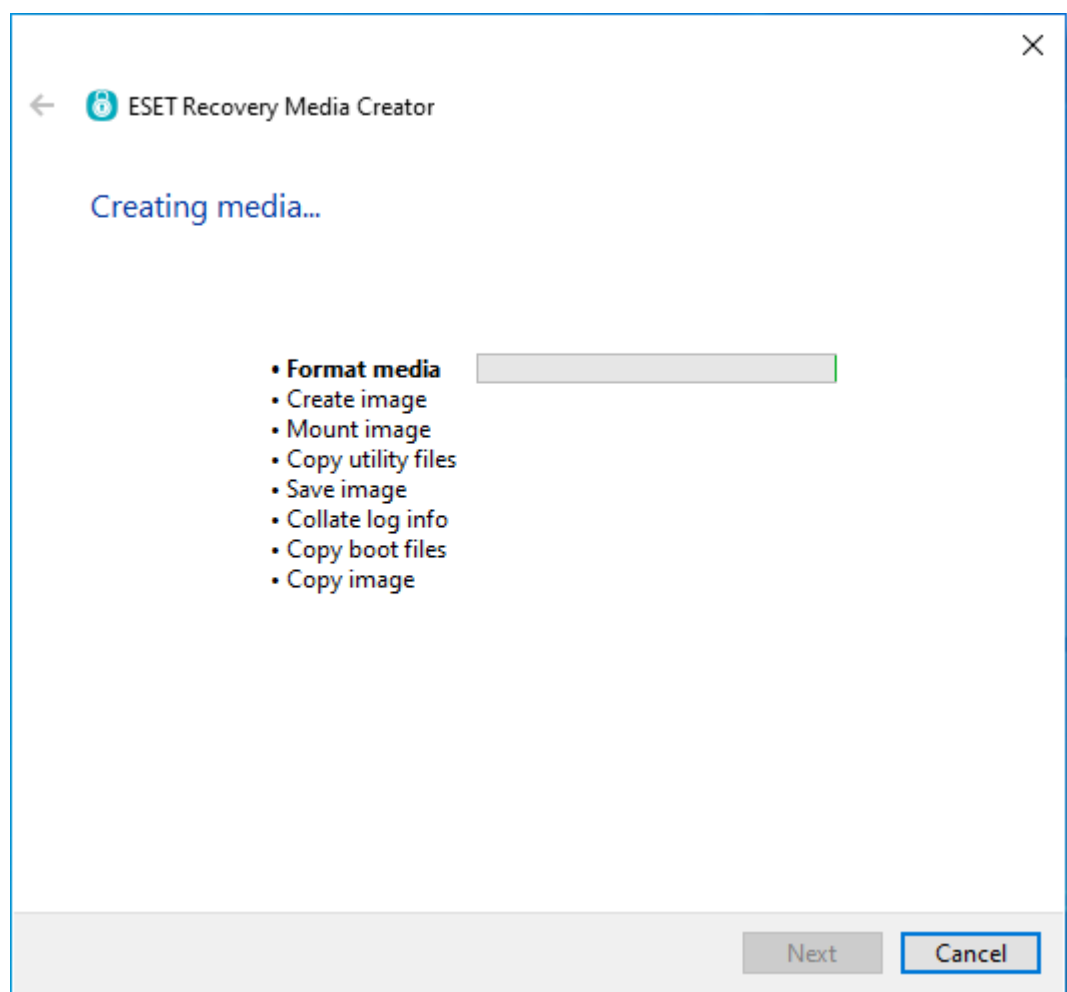 ESET Recovery Media Creator
Creating media...
• Format media
• Create image
• Mount image
• Copy utility files
• Save image
• Collate log info
• Copy boot files
• Copy image
Next Cancel